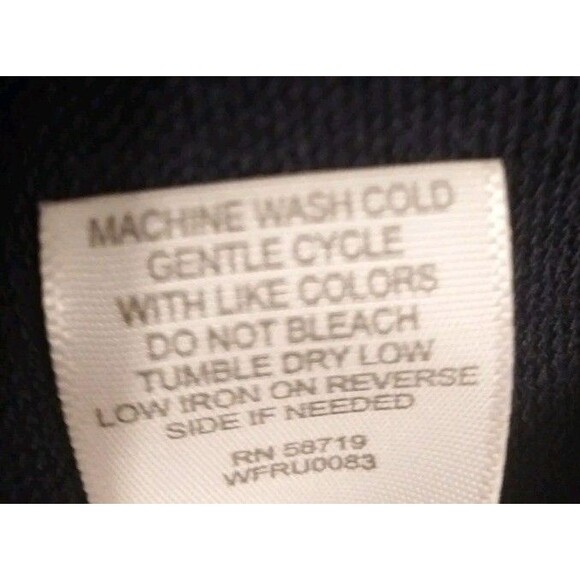 MACHINE WASH COLD
GENTLE CYCLE
WITH LIKE COLORS
DO NOT BLEACH
TUMBLE DRY LOW
LOW IRON ON REVERSE
SIDE IF NEEDED
RN 58719
WFRU0083